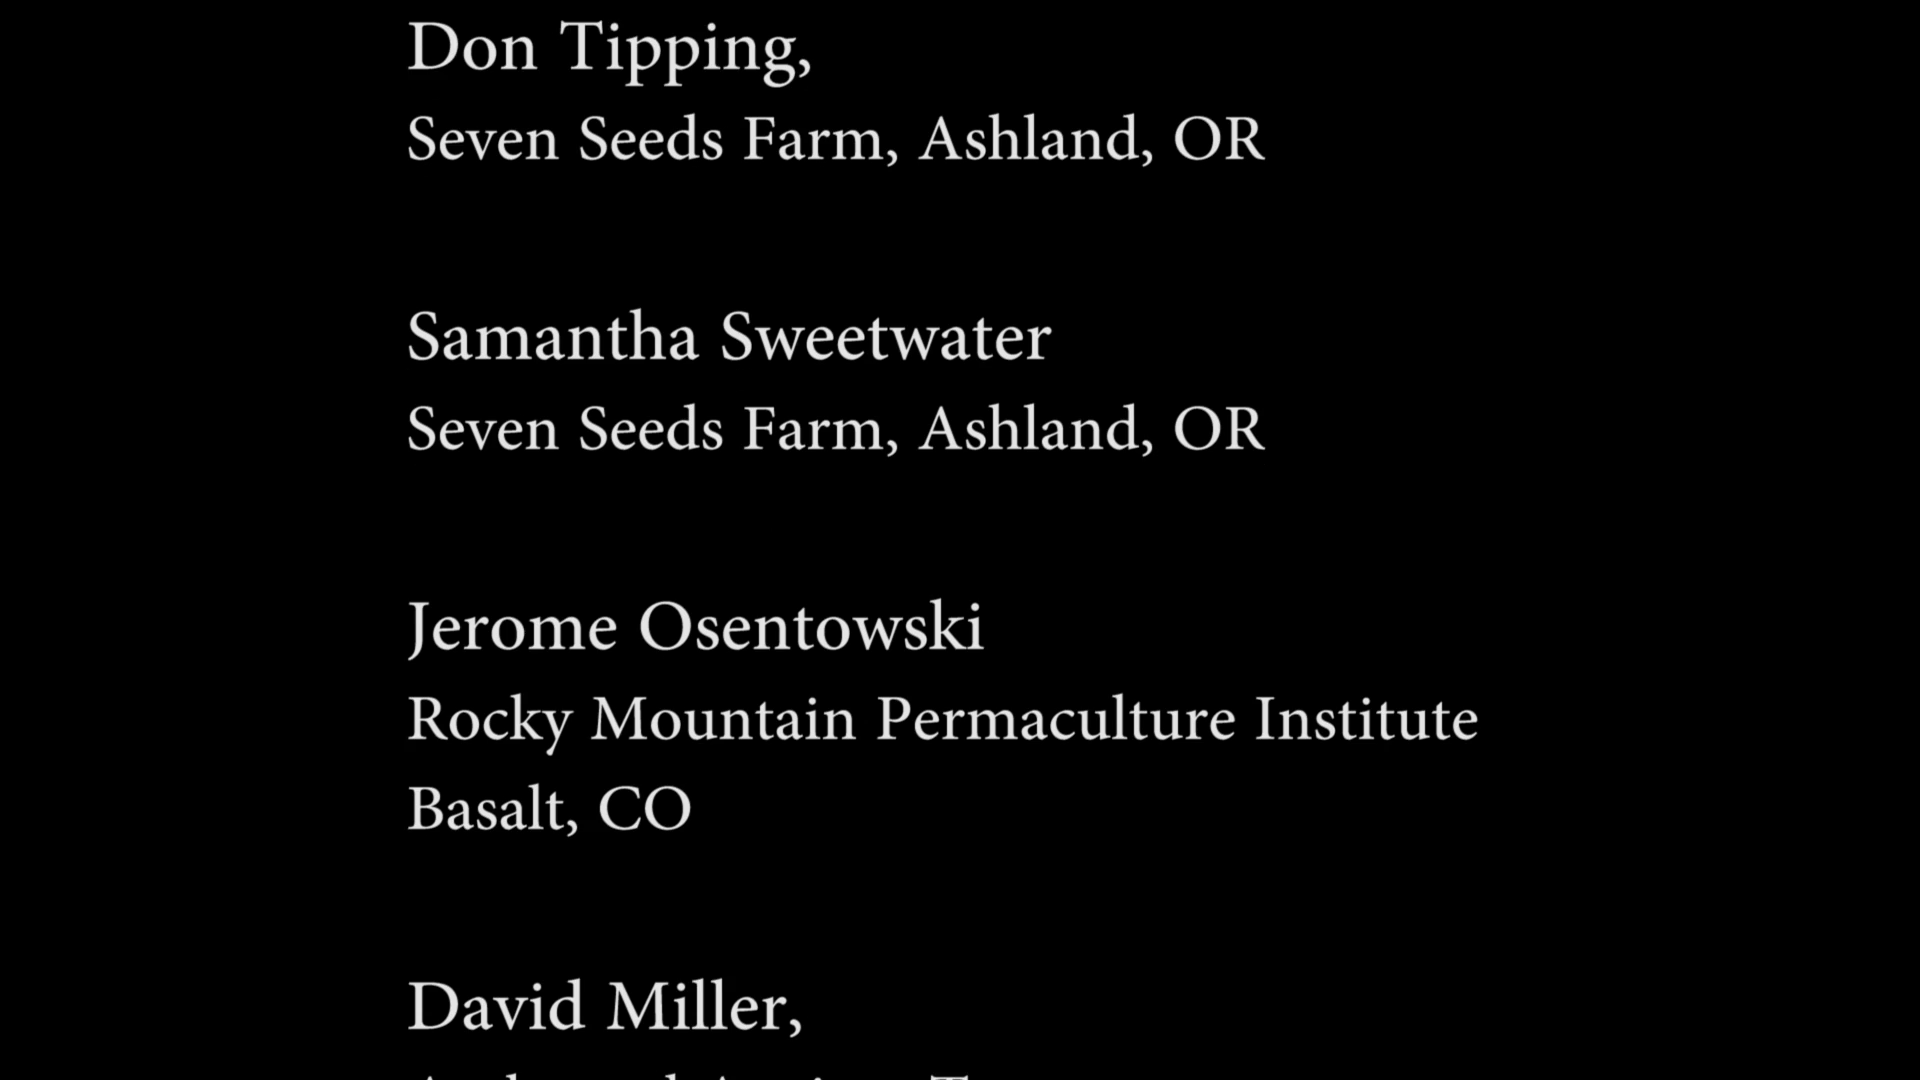 Don Tipping,
Seven Seeds Farm, Ashland, OR
Samantha Sweetwater
Seven Seeds Farm, Ashland, OR
Jerome Osentowski
Rocky Mountain Permaculture Institute
Basalt, CO
David Miller,